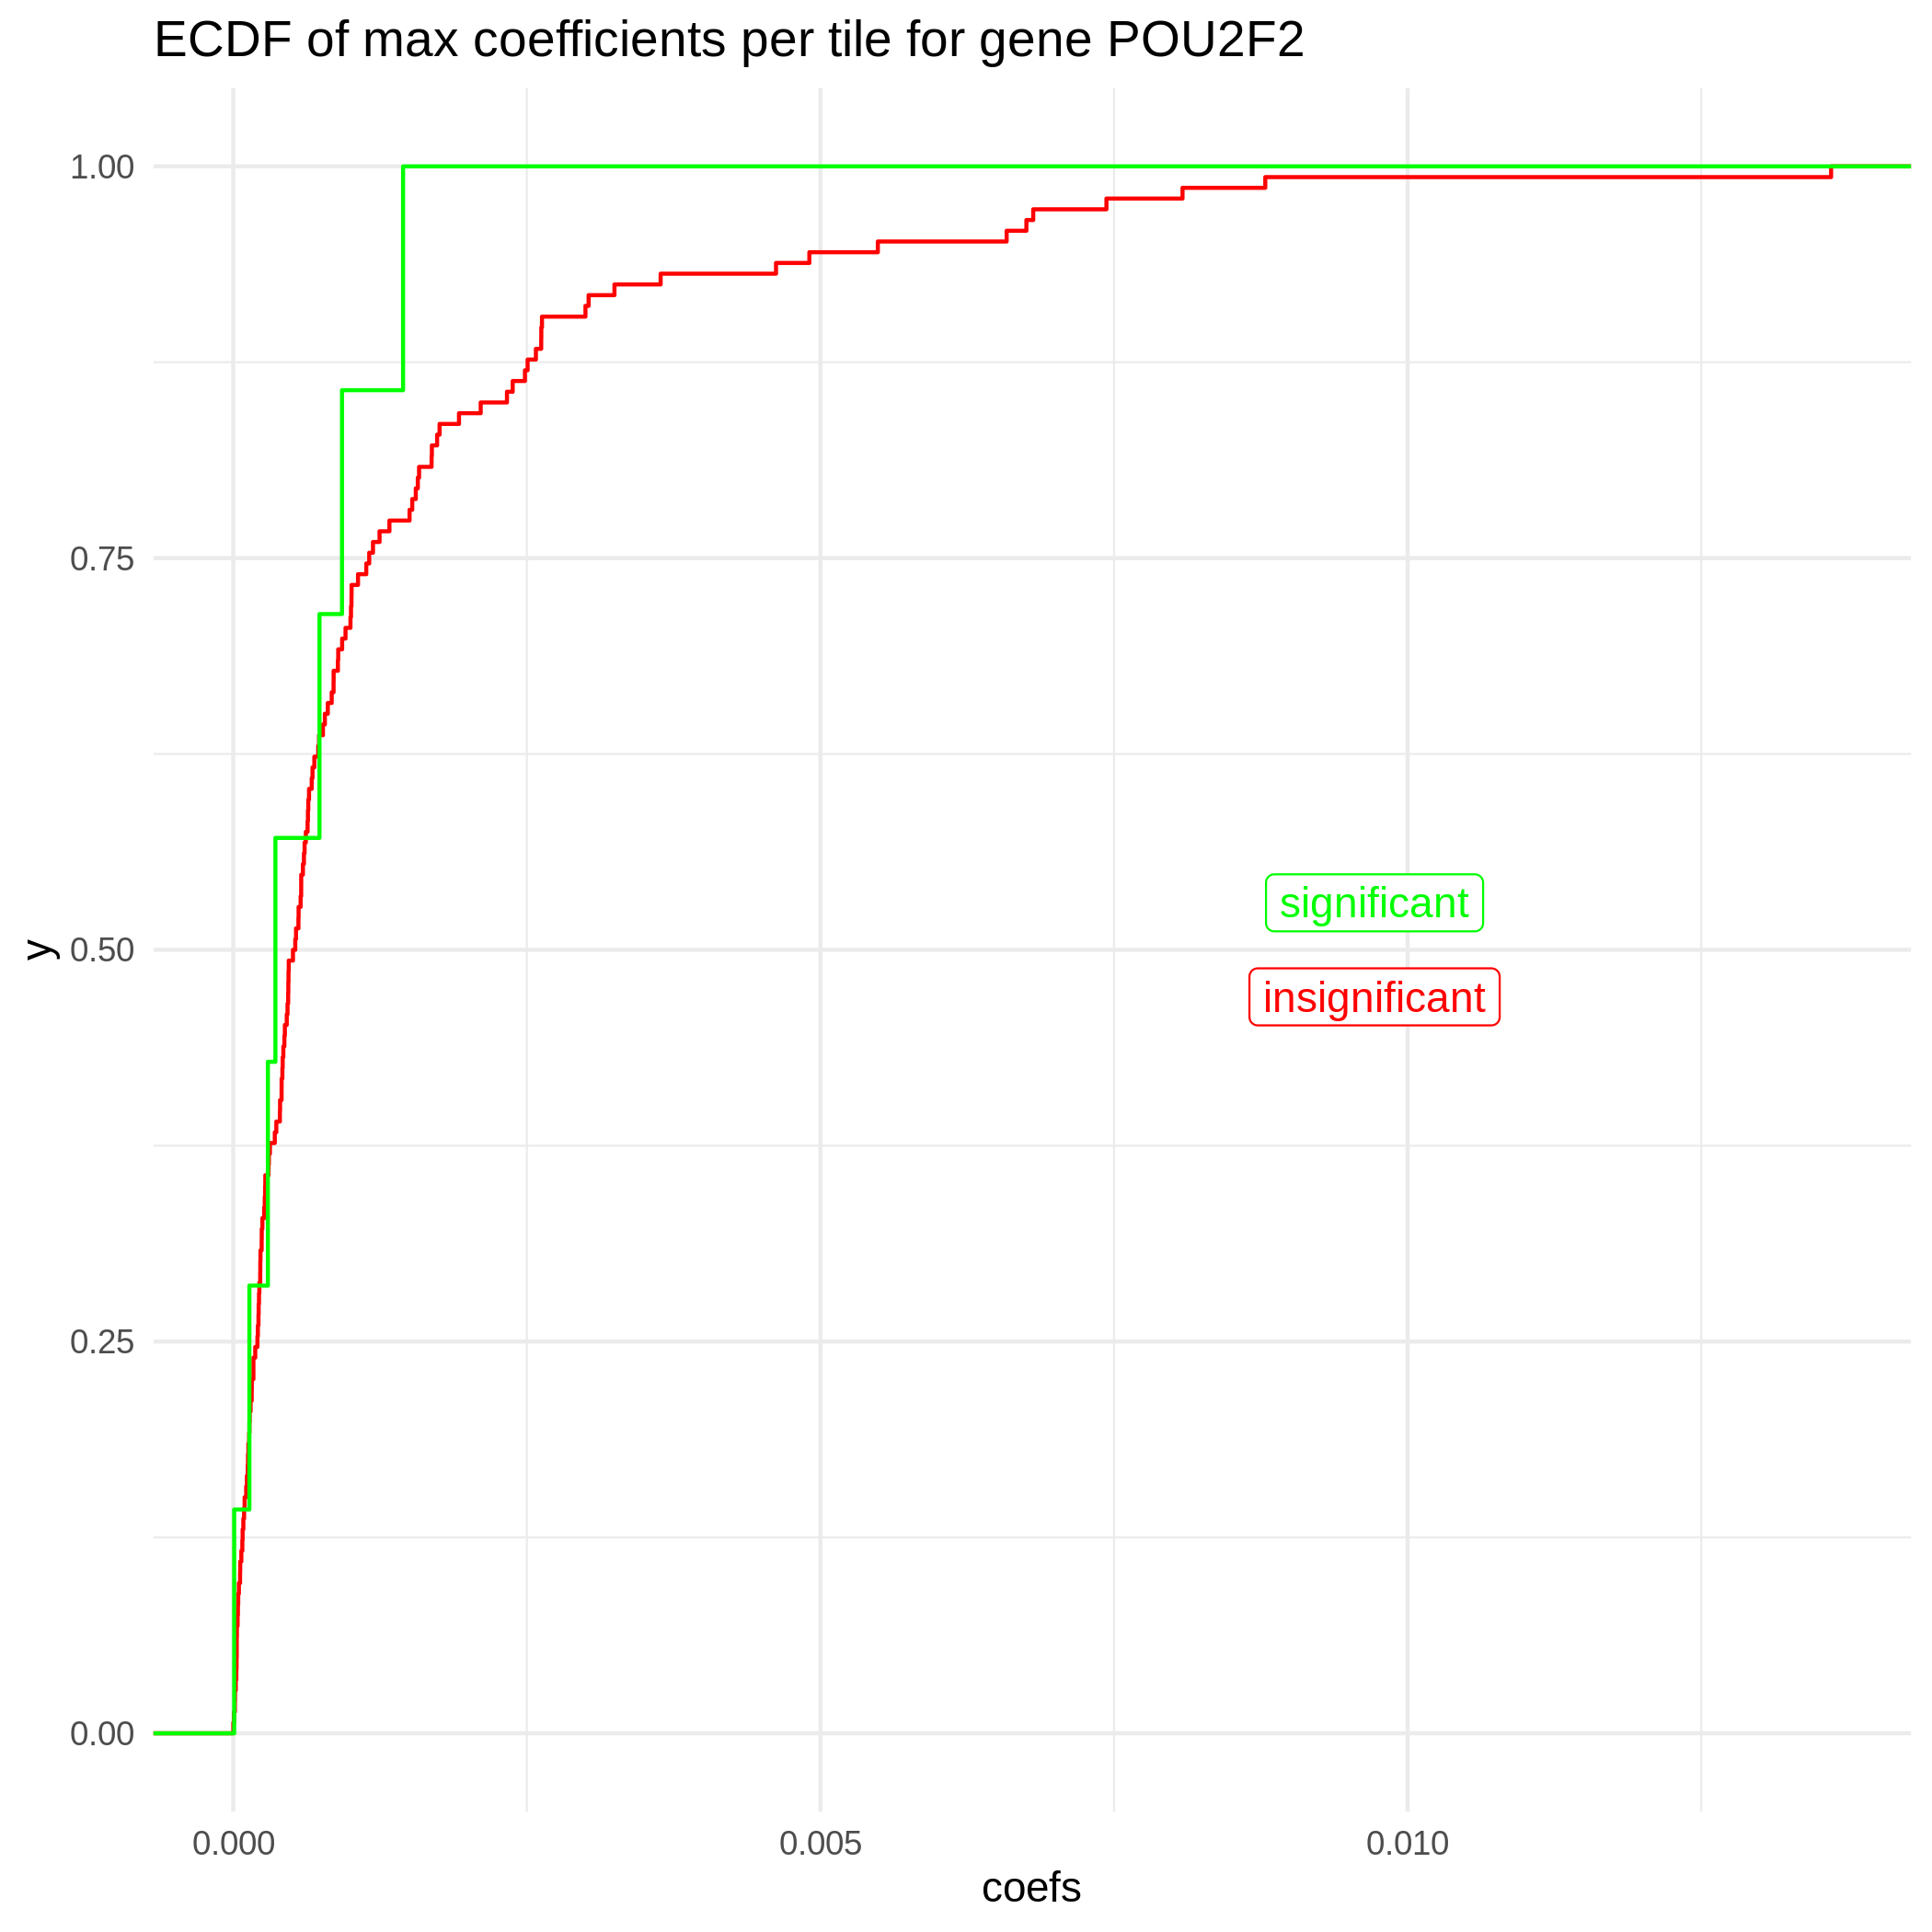 ECDF of max coefficients per tile for gene POU2F2
1.00
0.75
0.50
0.25
0.00
y
significant
insignificant
0.000
0.005
0.010
coefs